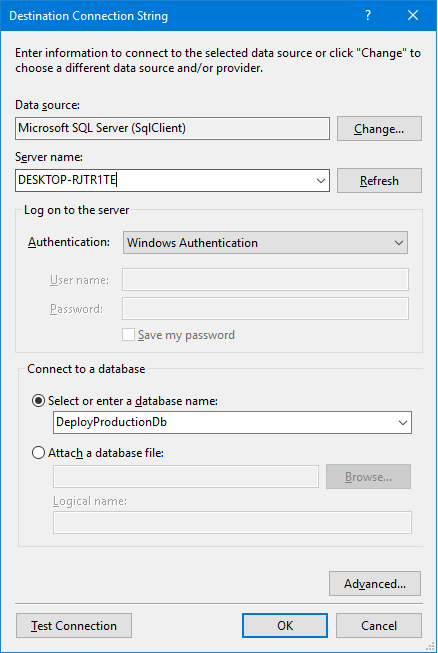 Destination Connection String
?
Enter information to connect to the selected data source or click "Change" to
choose a different data source and/or provider.
Data source:
Microsoft SQL Server (SqlClient)
Change...
Server name:
DESKTOP-RJTR1TE
Refresh
Log on to the server
Authentication:
Windows Authentication
User name:
Password:
Save my password
Connect to a database
Select or enter a database name:
DeployProductionDb
Attach a database file:
Browse...
Logical name:
Advanced...
Test Connection
OK
Cancel